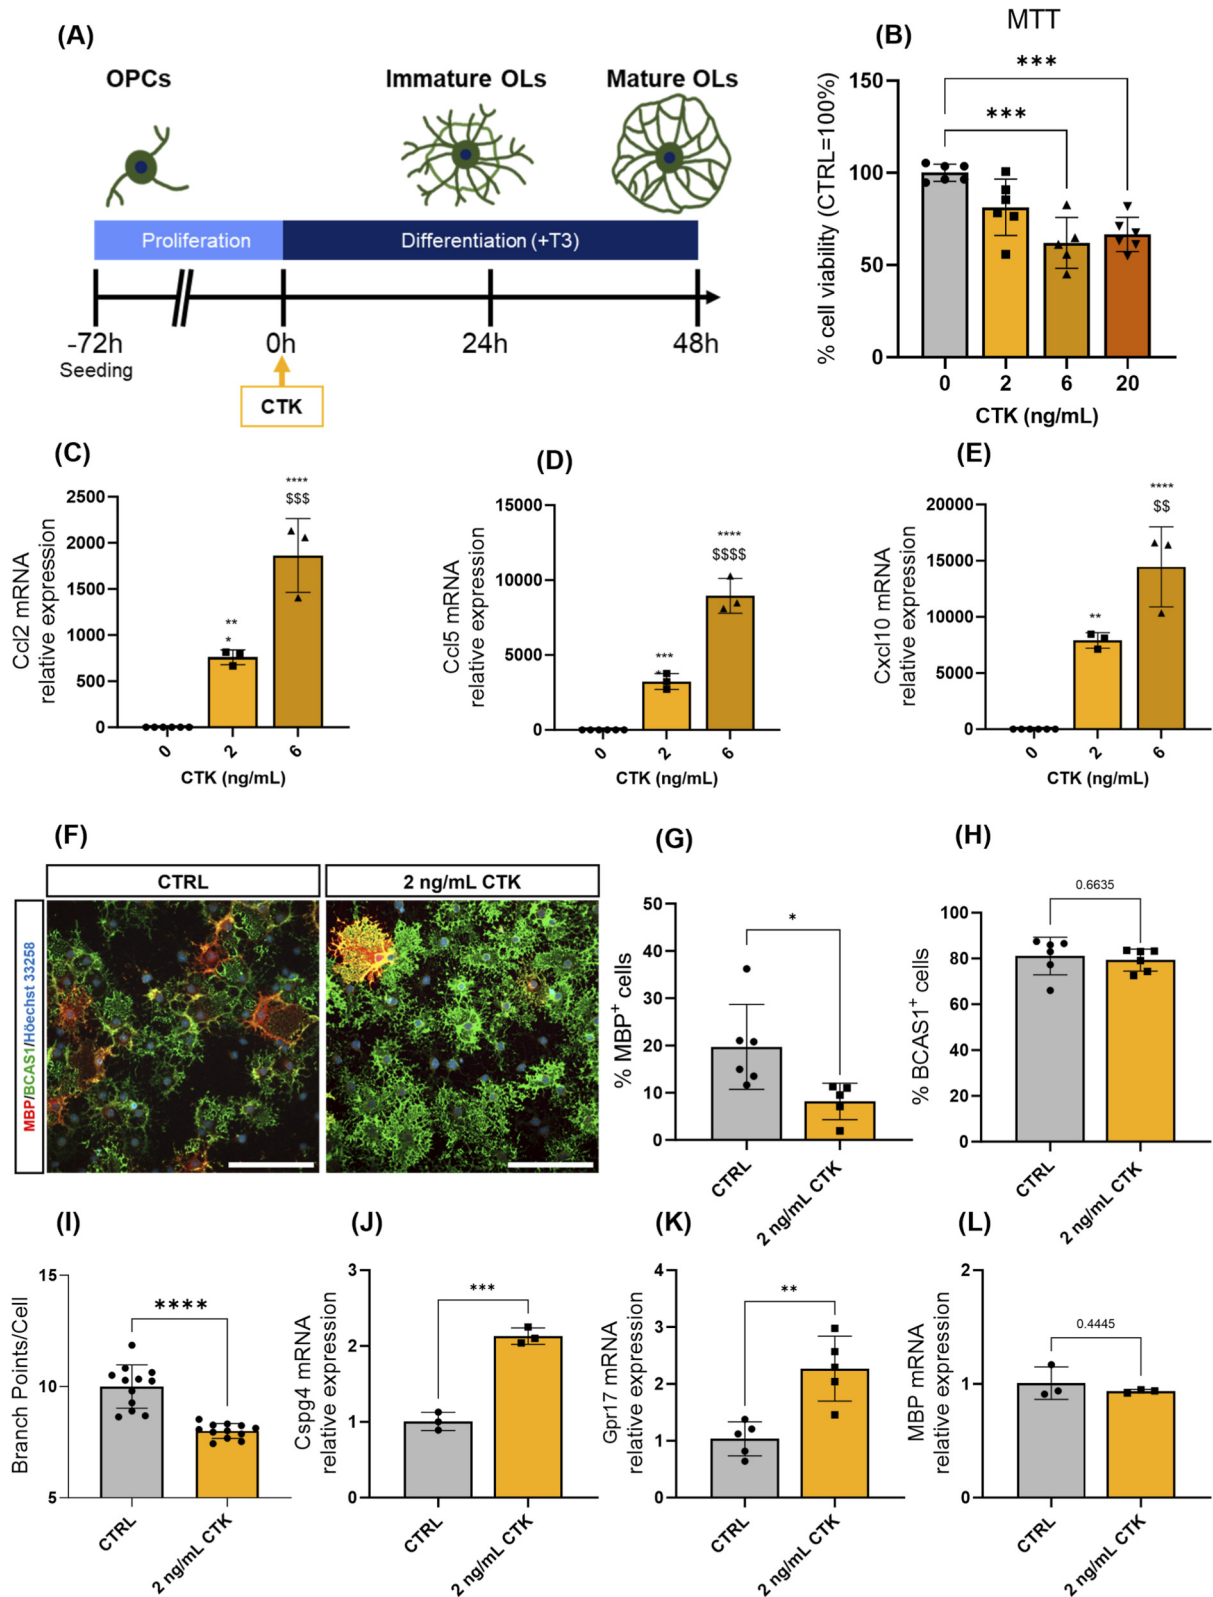 (A)
OPCs
Immature OLs
Mature OLs
Proliferation
Differentiation (+T3)
-72h
0h
24h
48h
Seeding
CTK
(B)
MTT
***
***
% cell viability (CTRL=100%)
150
100
50
0
0
2
6
20
CTK (ng/mL)
(C)
Ccl2 mRNA
relative expression
2500
2000
1500
1000
500
0
**
*
****
$$$
0
2
6
CTK (ng/mL)
(D)
Ccl5 mRNA
relative expression
15000
10000
5000
0
***
*
****
$$$$
0
2
6
CTK (ng/mL)
(E)
Cxcl10 mRNA
relative expression
20000
15000
10000
5000
0
**
****
$$
0
2
6
CTK (ng/mL)
(F)
CTRL
2 ng/mL CTK
MBP/BCAS1/Höechst 33258
(G)
% MBP+ cells
50
40
30
20
10
0
*
CTRL
2 ng/mL CTK
(H)
% BCAS1+ cells
100
80
60
40
20
0
0.6635
CTRL
2 ng/mL CTK
(I)
Branch Points/Cell
15
10
5
****
CTRL
2 ng/mL CTK
(J)
Cspg4 mRNA
relative expression
3
2
1
0
***
CTRL
2 ng/mL CTK
(K)
Gpr17 mRNA
relative expression
4
3
2
1
0
**
CTRL
2 ng/mL CTK
(L)
MBP mRNA
relative expression
2
1
0
0.4445
CTRL
2 ng/mL CTK